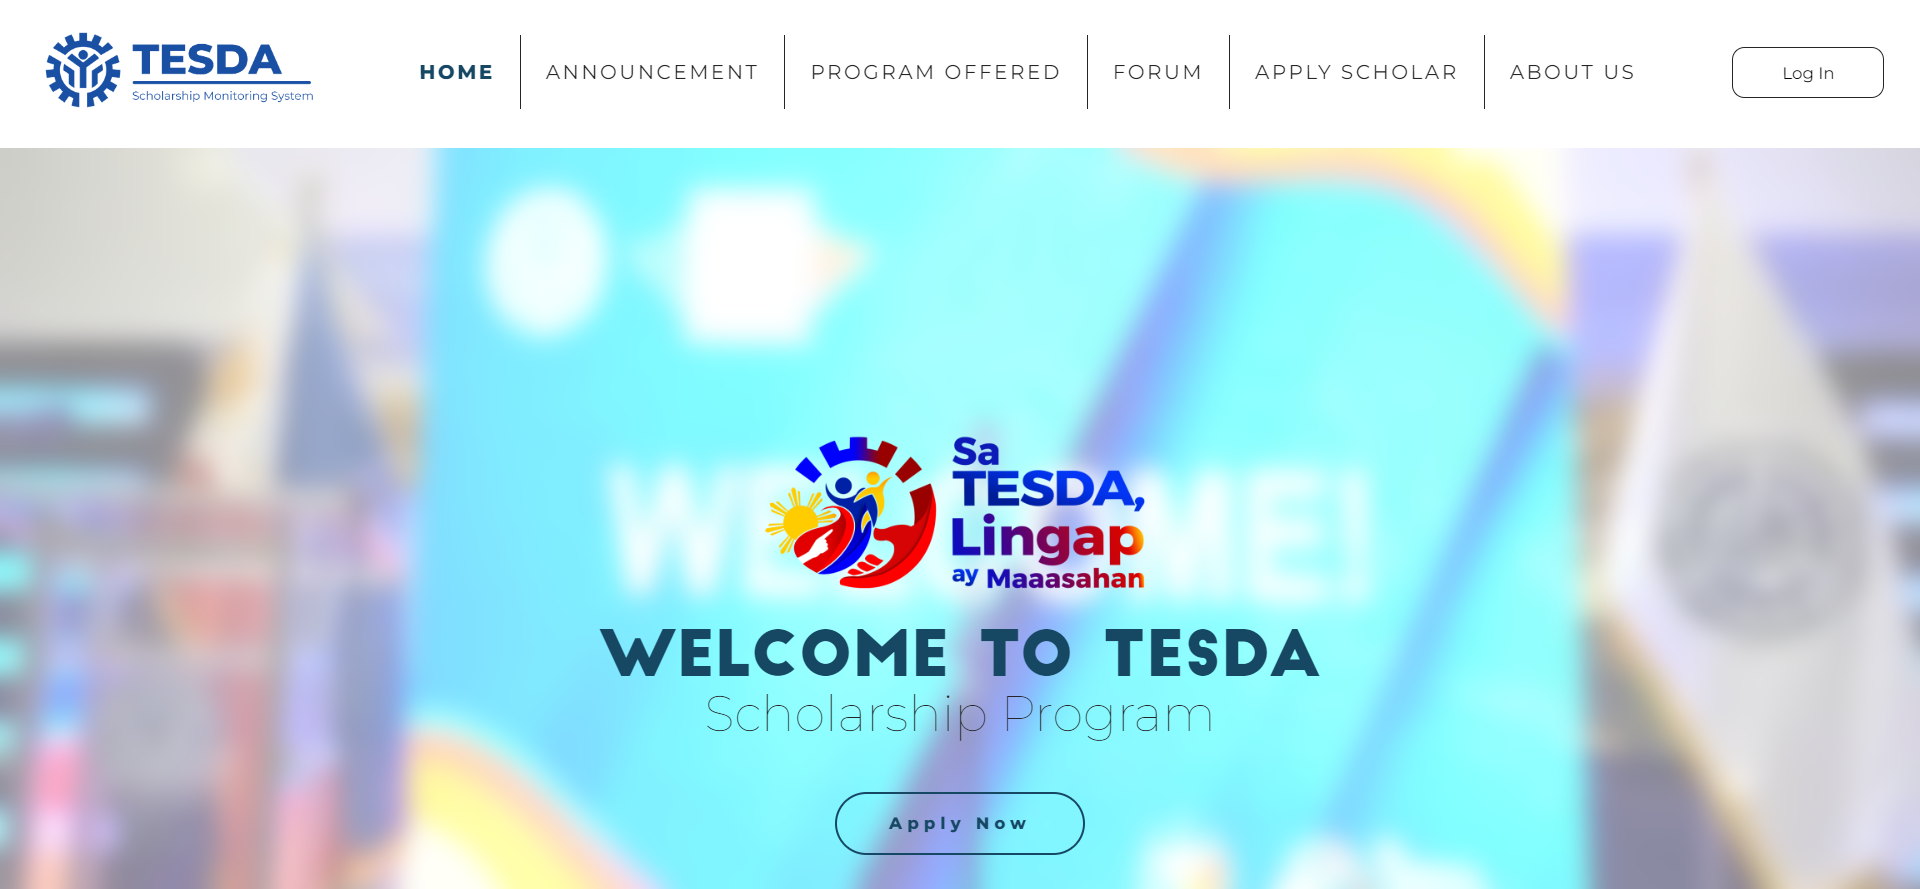 TESDA
Scholarship Monitoring System
HOME
ANNOUNCEMENT
PROGRAM OFFERED
FORUM
APPLY SCHOLAR
ABOUT US
Log In
WELCOME!
Sa
TESDA,
Lingap
ay Maaasahan
WELCOME TO TESDA
Scholarship Program
Apply Now